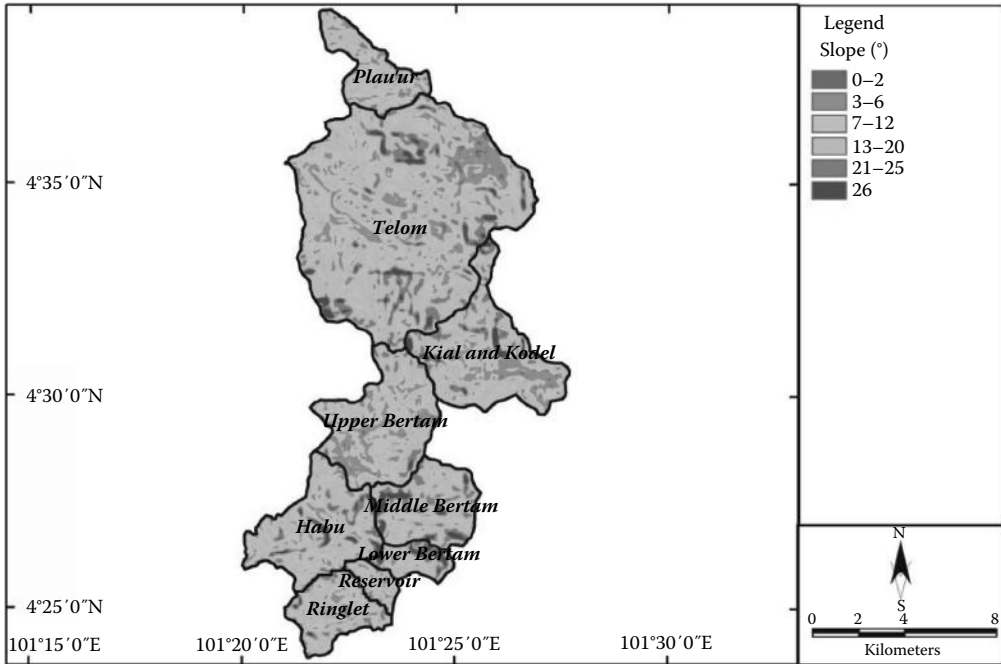 Legend
Slope (°)
0–2
3–6
7–12
13–20
21–25
26
Plau'ur
4°35′0″N
Telom
Kial and Kodel
4°30′0″N
Upper Bertam
Middle Bertam
Habu
Lower Bertam
Reservoir
Ringlet
4°25′0″N
101°15′0″E
101°20′0″E
101°25′0″E
101°30′0″E
N
S
0 2 4 8
Kilometers